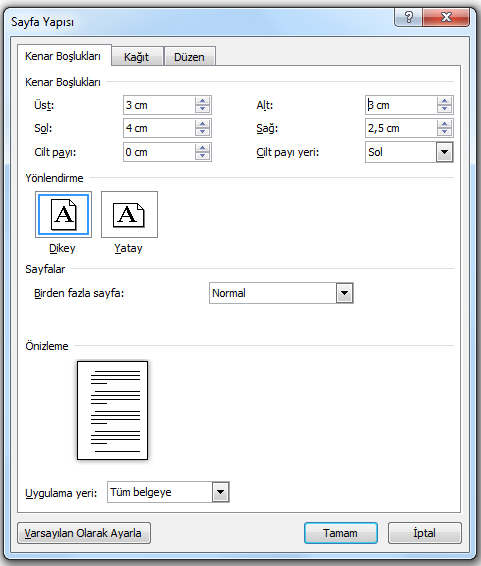 Sayfa Yapısı
Kenar Boşlukları Kağıt Düzen
Kenar Boşlukları
Üst: 3 cm Alt: 3 cm
Sol: 4 cm Sağ: 2,5 cm
Cilt payı: 0 cm Cilt payı yeri: Sol
Yönlendirme
A A
Dikey Yatay
Sayfalar
Birden fazla sayfa: Normal
Önizleme
Uygulama yeri: Tüm belgeye
Varsayılan Olarak Ayarla Tamam İptal